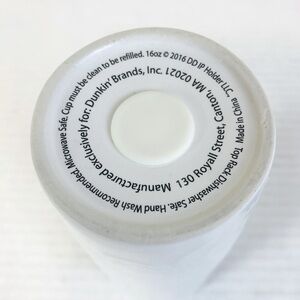 Top Rack Dishwasher Safe. Hand Wash Recommended. Microwave Safe. Cup must be clean to be refilled. 16oz © 2016 DD IP Holder LLC, Made in China
Manufactured exclusively for: Dunkin' Brands, Inc.
130 Royall Street, Canton, MA 02021